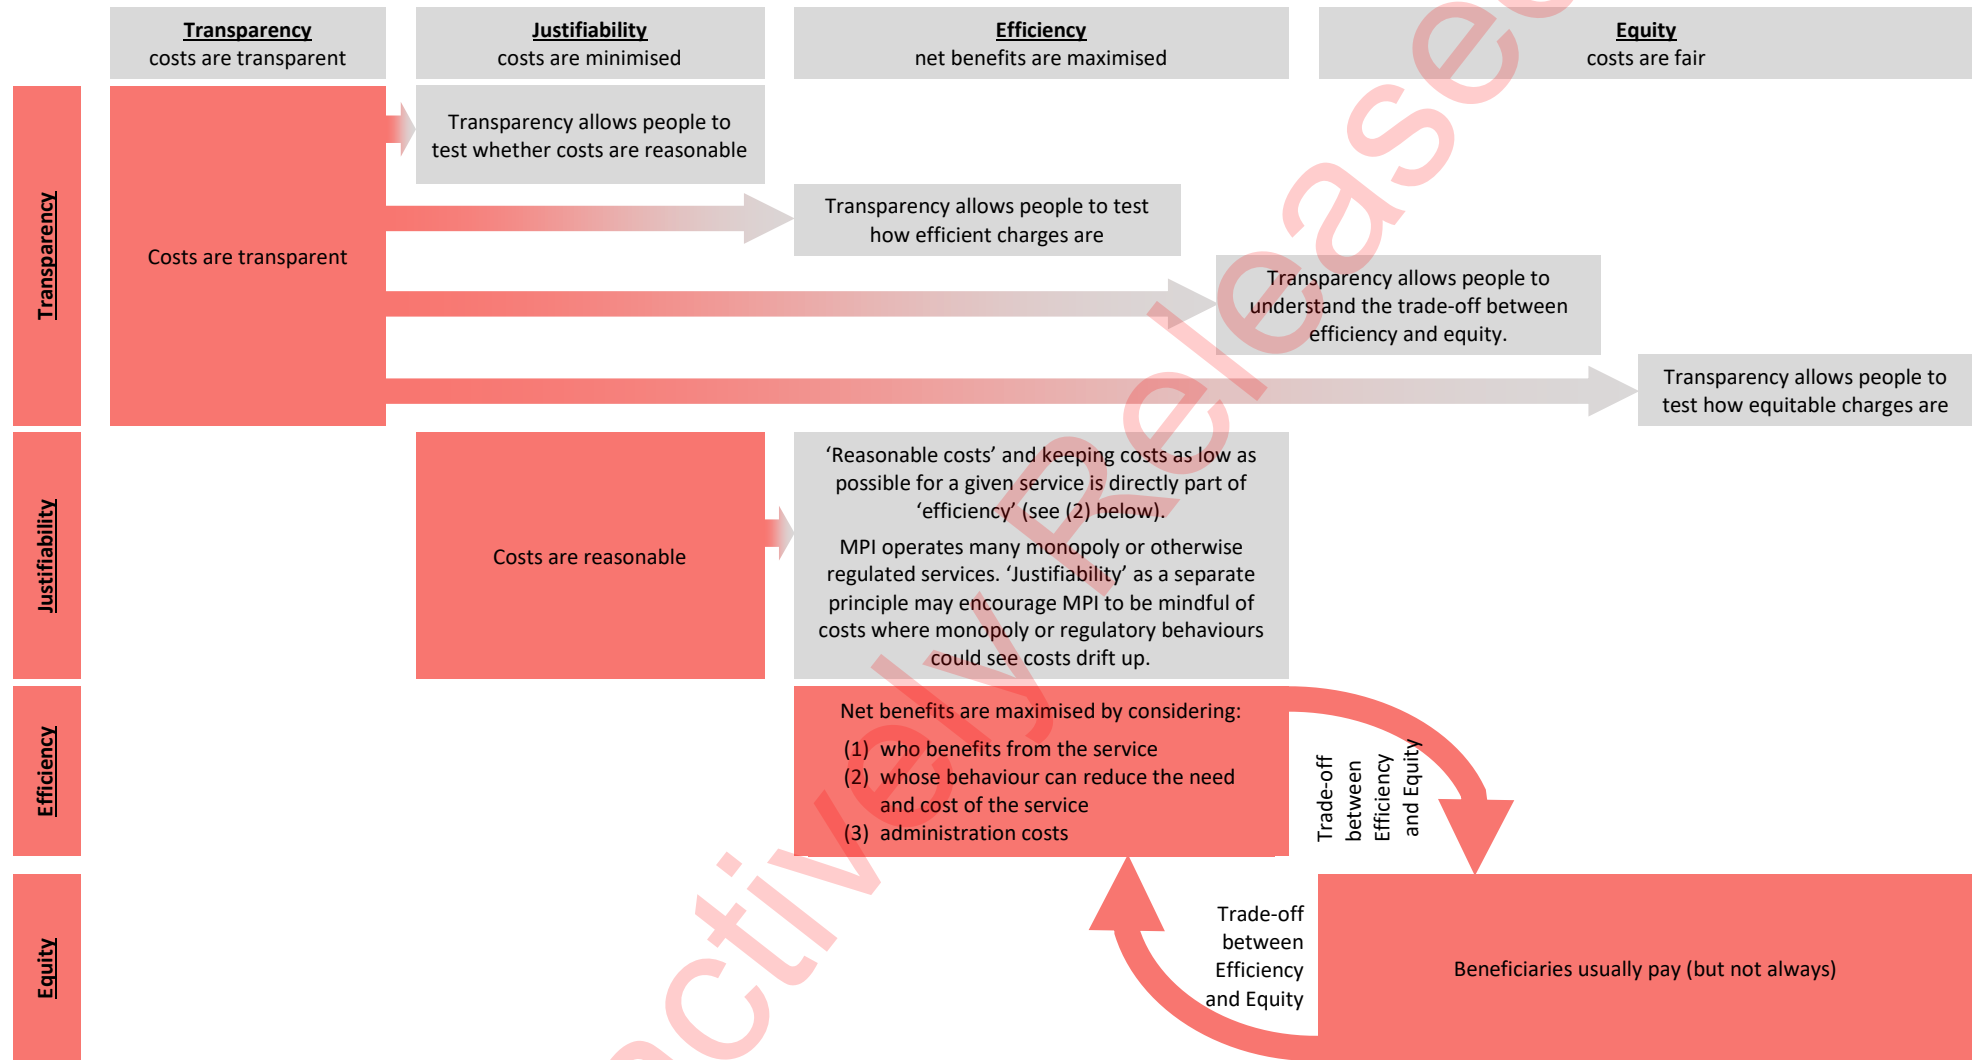 Transparency
costs are transparent
Justifiability
costs are minimised
Efficiency
net benefits are maximised
Equity
costs are fair
Transparency
Costs are transparent
Transparency allows people to
test whether costs are reasonable
Transparency allows people to test
how efficient charges are
Transparency allows people to
understand the trade-off between
efficiency and equity.
Transparency allows people to
test how equitable charges are
Justifiability
Costs are reasonable
‘Reasonable costs’ and keeping costs as low as
possible for a given service is directly part of
‘efficiency’ (see (2) below).
MPI operates many monopoly or otherwise
regulated services. ‘Justifiability’ as a separate
principle may encourage MPI to be mindful of
costs where monopoly or regulatory behaviours
could see costs drift up.
Efficiency
Net benefits are maximised by considering:
(1) who benefits from the service
(2) whose behaviour can reduce the need
and cost of the service
(3) administration costs
Trade-off
between
Efficiency
and Equity
Equity
Trade-off
between
Efficiency
and Equity
Beneficiaries usually pay (but not always)
actively Release